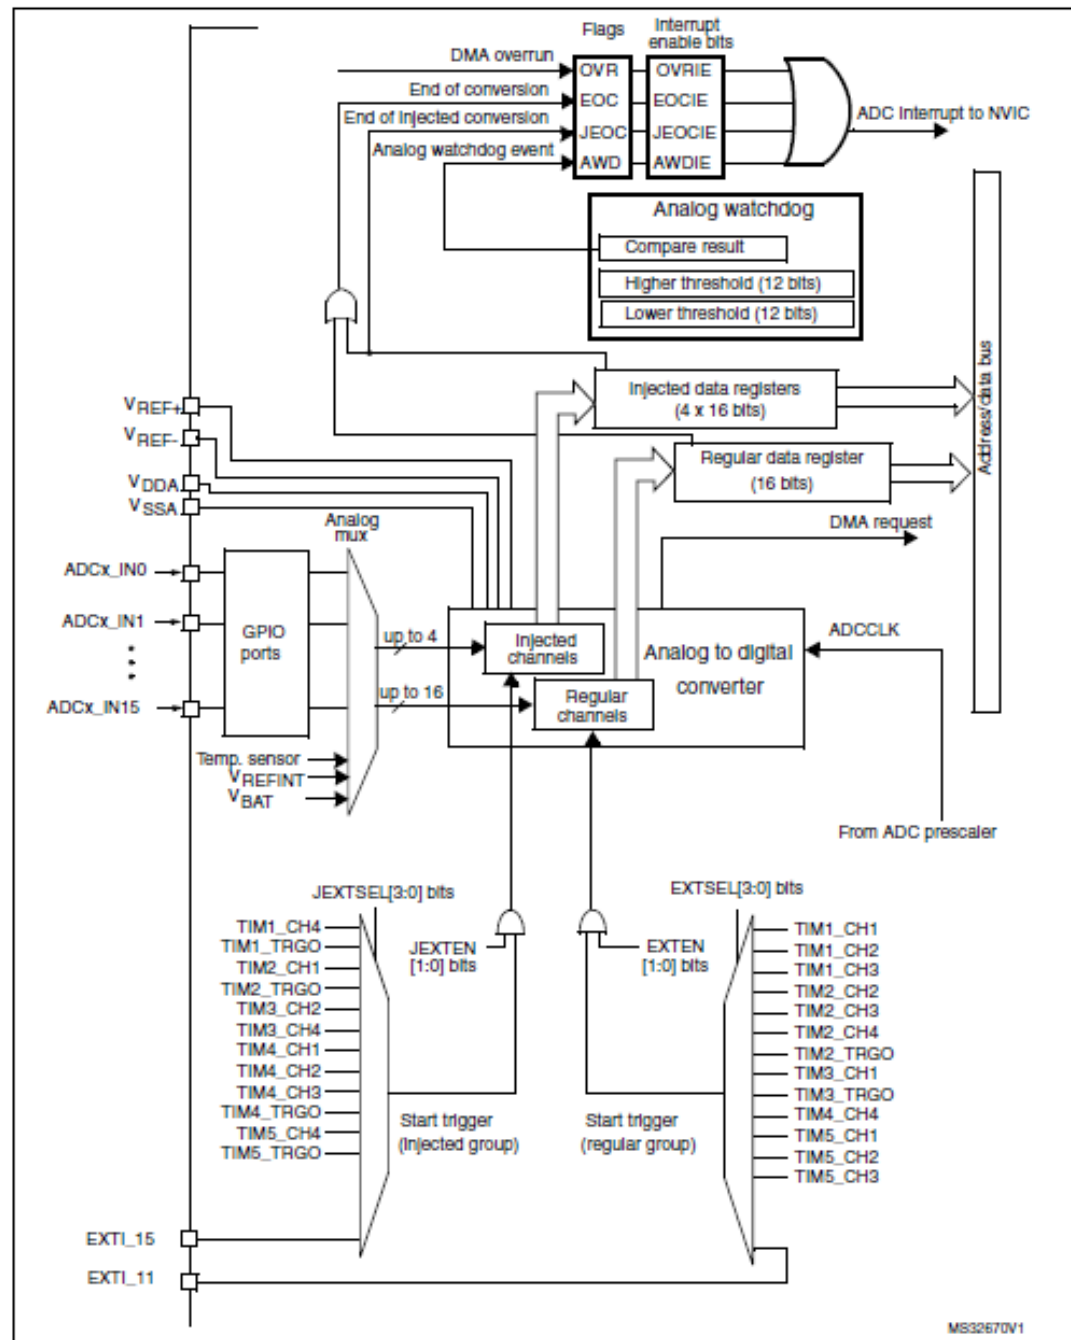 Flags
Interrupt
enable bits
DMA overrun
OVR
OVRIE
End of conversion
EOC
EOCIE
End of injected conversion
JEOC
JEOCIE
Analog watchdog event
AWD
AWDIE
ADC Interrupt to NVIC
Analog watchdog
Compare result
Higher threshold (12 bits)
Lower threshold (12 bits)
Address/data bus
Injected data registers
(4 x 16 bits)
Regular data register
(16 bits)
VREF+
VREF-
VDDA
VSSA
Analog
mux
DMA request
ADCx_IN0
ADCx_IN1
ADCx_IN15
GPIO
ports
up to 4
up to 16
Injected
channels
Regular
channels
Analog to digital
converter
ADCCLK
Temp. sensor
VREFINT
VBAT
From ADC prescaler
JEXTSEL[3:0] bits
EXTSEL[3:0] bits
JEXTEN
[1:0] bits
EXTEN
[1:0] bits
TIM1_CH4
TIM1_TRGO
TIM2_CH1
TIM2_TRGO
TIM3_CH2
TIM3_CH4
TIM4_CH1
TIM4_CH2
TIM4_CH3
TIM4_TRGO
TIM5_CH4
TIM5_TRGO
Start trigger
(injected group)
Start trigger
(regular group)
TIM1_CH1
TIM1_CH2
TIM1_CH3
TIM2_CH2
TIM2_CH3
TIM2_CH4
TIM2_TRGO
TIM3_CH1
TIM3_TRGO
TIM4_CH4
TIM5_CH1
TIM5_CH2
TIM5_CH3
EXTI_15
EXTI_11
MS32670V1